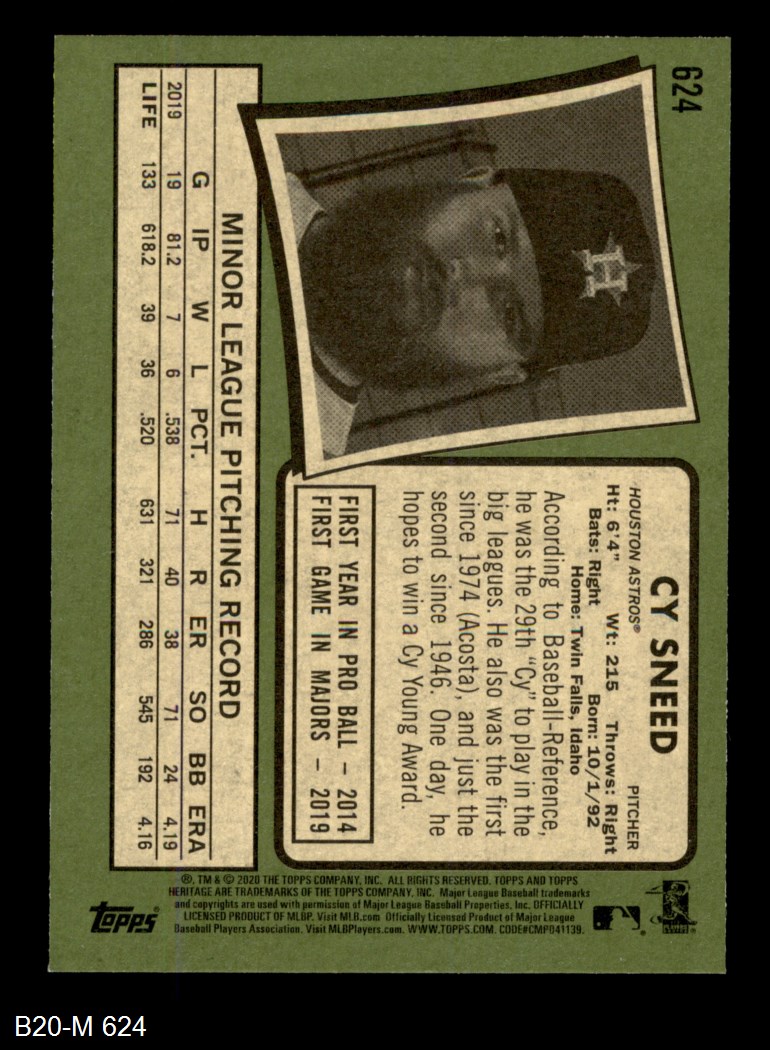 624
CY SNEED
HOUSTON ASTROS® PITCHER
Ht: 6'4" Wt: 215 Throws: Right
Bats: Right Born: 10/1/92
Home: Twin Falls, Idaho
According to Baseball-Reference,
he was the 29th "Cy" to play in the
big leagues. He also was the first
since 1974 (Acosta), and just the
second since 1946. One day, he
hopes to win a Cy Young Award.
FIRST YEAR IN PRO BALL – 2014
FIRST GAME IN MAJORS – 2019
H
MINOR LEAGUE PITCHING RECORD
G IP W L PCT. H R ER SO BB ERA
2019 19 81.2 7 6 .538 71 40 38 71 24 4.19
LIFE 133 618.2 39 36 .520 631 321 286 545 192 4.16
®, TM & © 2020 THE TOPPS COMPANY, INC. ALL RIGHTS RESERVED. TOPPS AND TOPPS
HERITAGE ARE TRADEMARKS OF THE TOPPS COMPANY, INC. Major League Baseball trademarks
and copyrights are used with permission of Major League Baseball Properties, Inc. OFFICIALLY
LICENSED PRODUCT OF MLBP. Visit MLB.com Officially Licensed Product of Major League
Baseball Players Association. Visit MLBPlayers.com. WWW.TOPPS.COM. CODE#CMP041139.
Topps®
B20-M 624